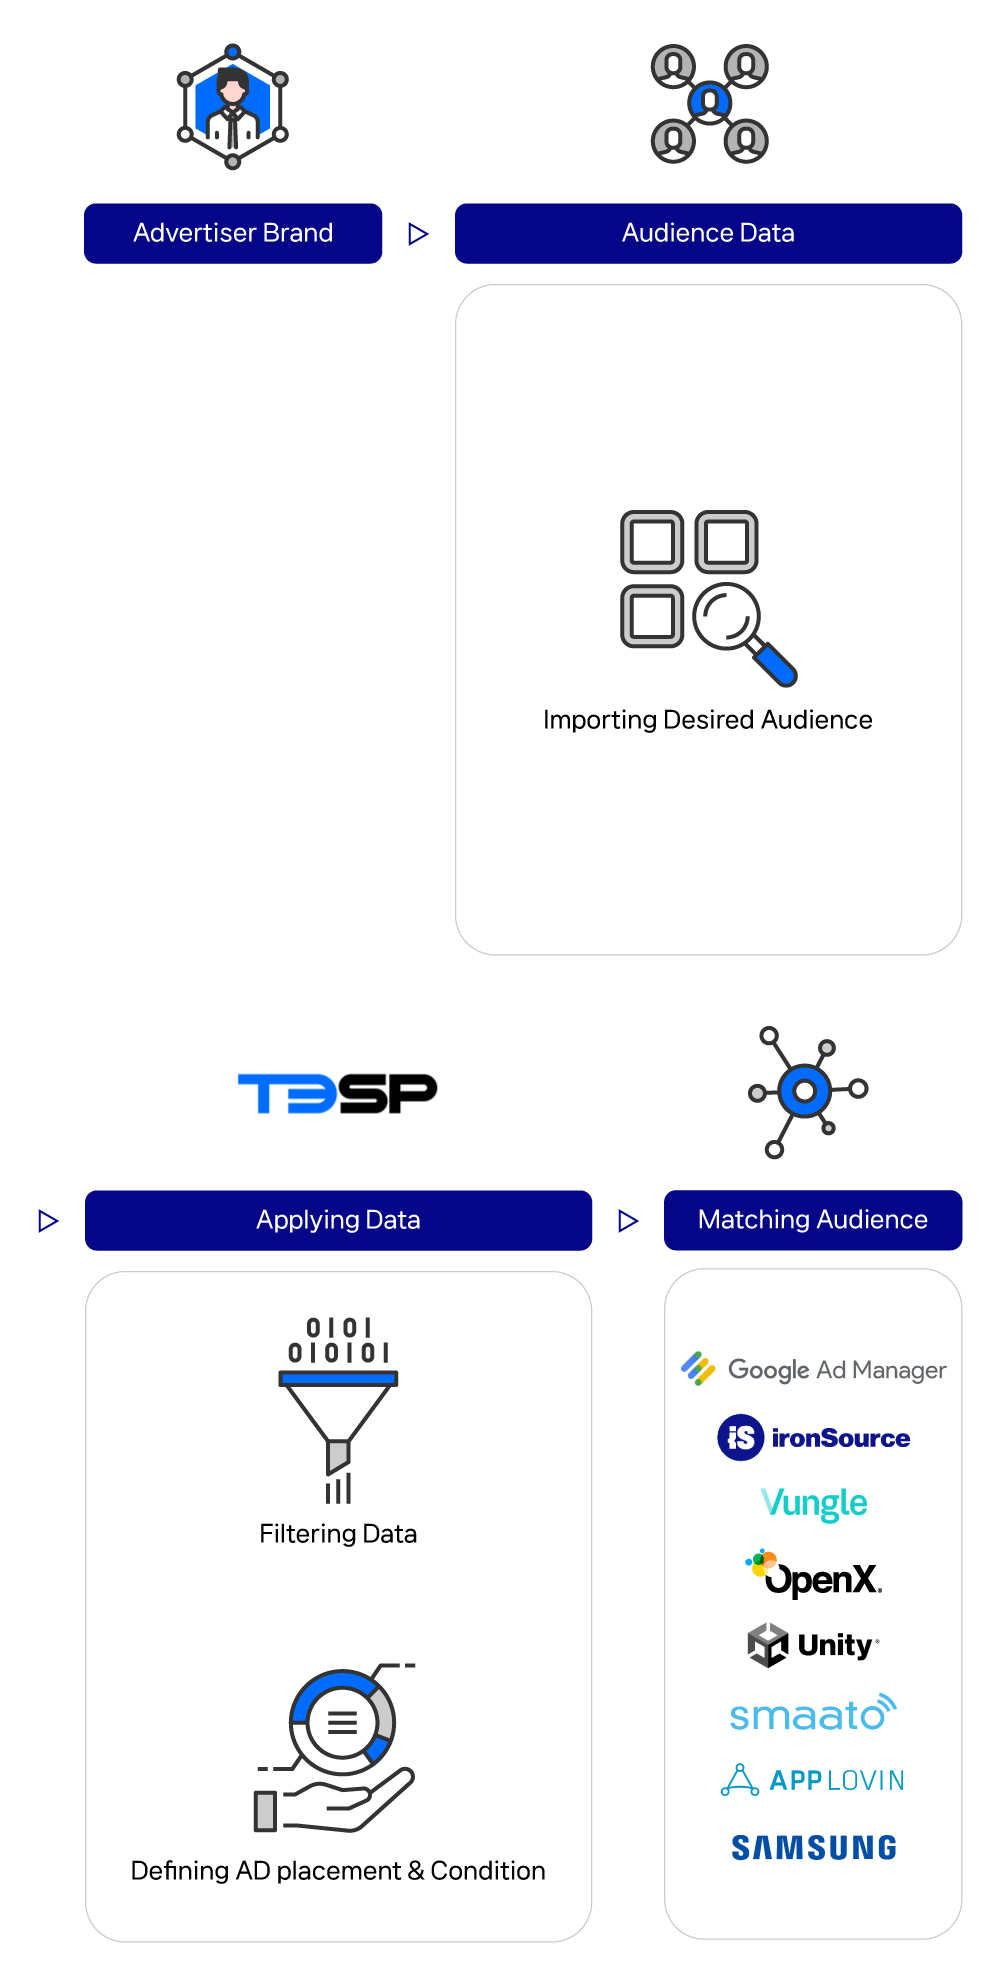 Advertiser Brand
Audience Data
Importing Desired Audience
T3SP
Applying Data
Matching Audience
0101
010101
Filtering Data
Defining AD placement & Condition
Google Ad Manager
iS ironSource
Vungle
OpenX®
Unity®
smaato
APPLOVIN
SAMSUNG